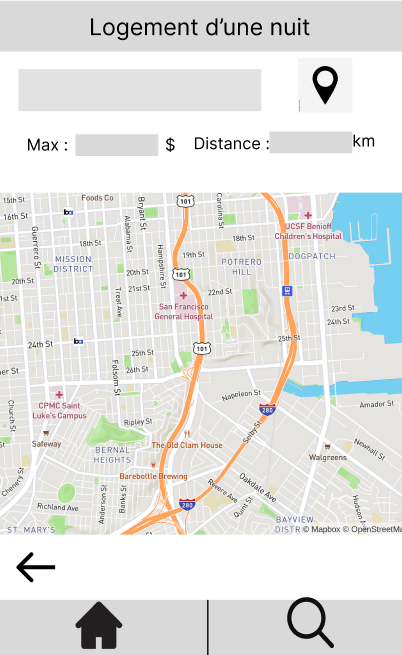 Logement d’une nuit
Max :
$
Distance :
km
Foods Co
15th St
101
Carolina St
Bryant St
Alabama St
16th St
UCSF Benioff
Children's Hospital
Guerrero St
18th St
18th St
Hampshire St
19th St
MISSION
DISTRICT
POTRERO
HILL
DOGPATCH
20th St
20th St
101
21st St
22nd St
Treat Ave
San Francisco
General Hospital
23rd St
24th St
24th St
25th St
101
25th St
26th St
Folsom St
CPMC Saint
Luke's Campus
Napoleon St
280
Amador St
Church St
Ripley St
Selby St
Safeway
The Old Clam House
BERNAL
HEIGHTS
Newhall St
Walgreens
Barebottle Brewing
Cheney St
Oakdale Ave
Revere Ave
Anderson St
Banks St
Quint St
Richland Ave
280
BAYVIEW
ST. MARY'S
© Mapbox © OpenStreetMa